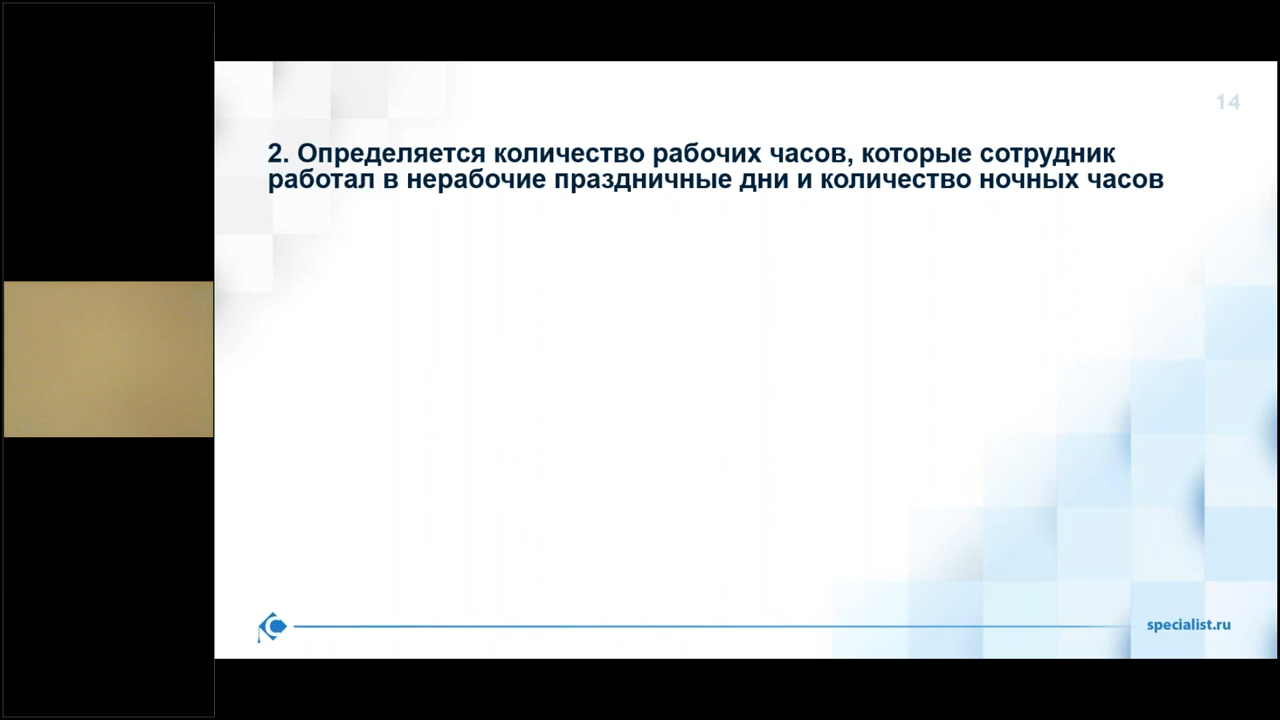 14
2. Определяется количество рабочих часов, которые сотрудник
работал в нерабочие праздничные дни и количество ночных часов
specialist.ru